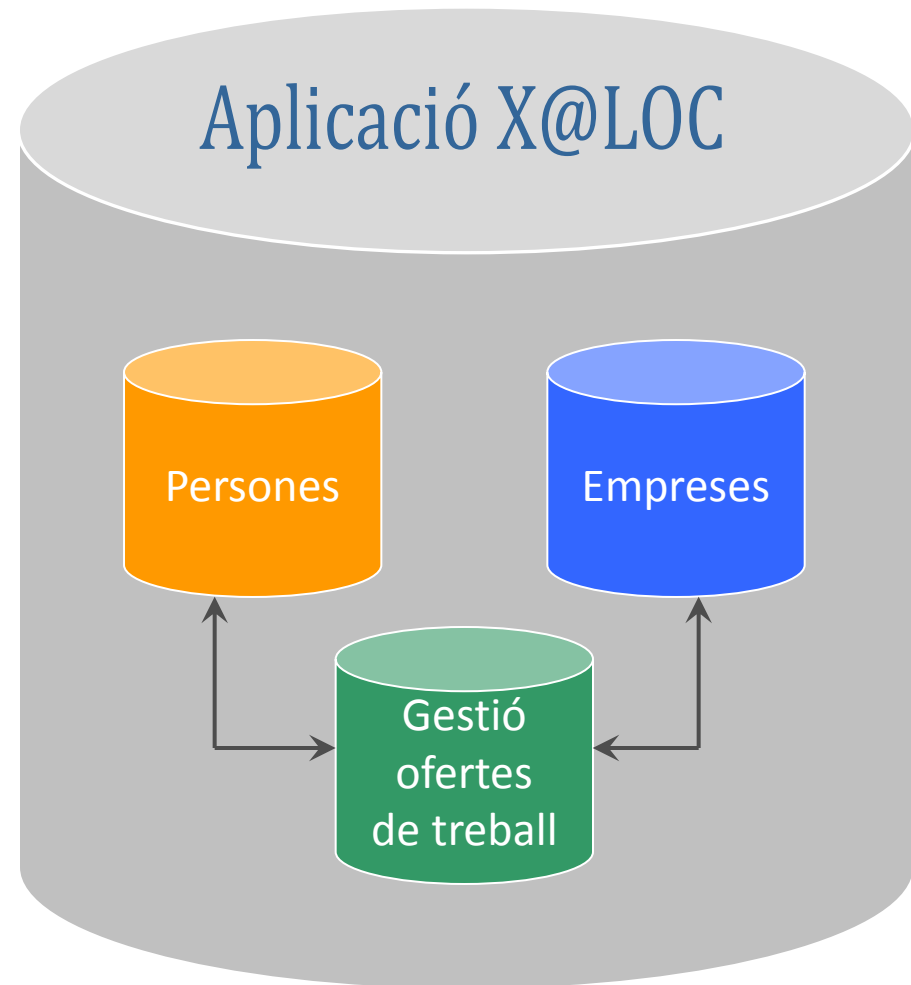 Aplicació X@LOC
Persones
Empreses
Gestió
ofertes
de treball